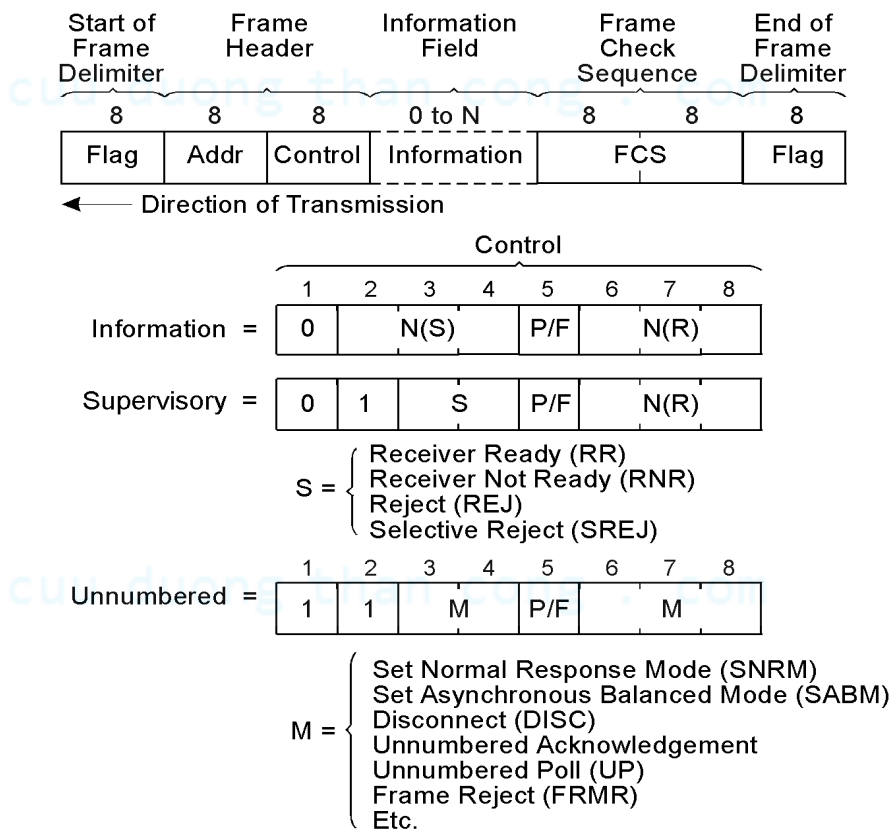 Start of Frame Delimiter
Frame Header
Information Field
Frame Check Sequence
End of Frame Delimiter
cuu duong than cong . com
8 8 8 0 to N 8 8 8
Flag Addr Control Information FCS Flag
Direction of Transmission
Control
1 2 3 4 5 6 7 8
Information = 0 N(S) P/F N(R)
Supervisory = 0 1 S P/F N(R)
S =
Receiver Ready (RR)
Receiver Not Ready (RNR)
Reject (REJ)
Selective Reject (SREJ)
1 2 3 4 5 6 7 8
cuu duong than cong . com
Unnumbered = 1 1 M P/F M
M =
Set Normal Response Mode (SNRM)
Set Asynchronous Balanced Mode (SABM)
Disconnect (DISC)
Unnumbered Acknowledgement
Unnumbered Poll (UP)
Frame Reject (FRMR)
Etc.